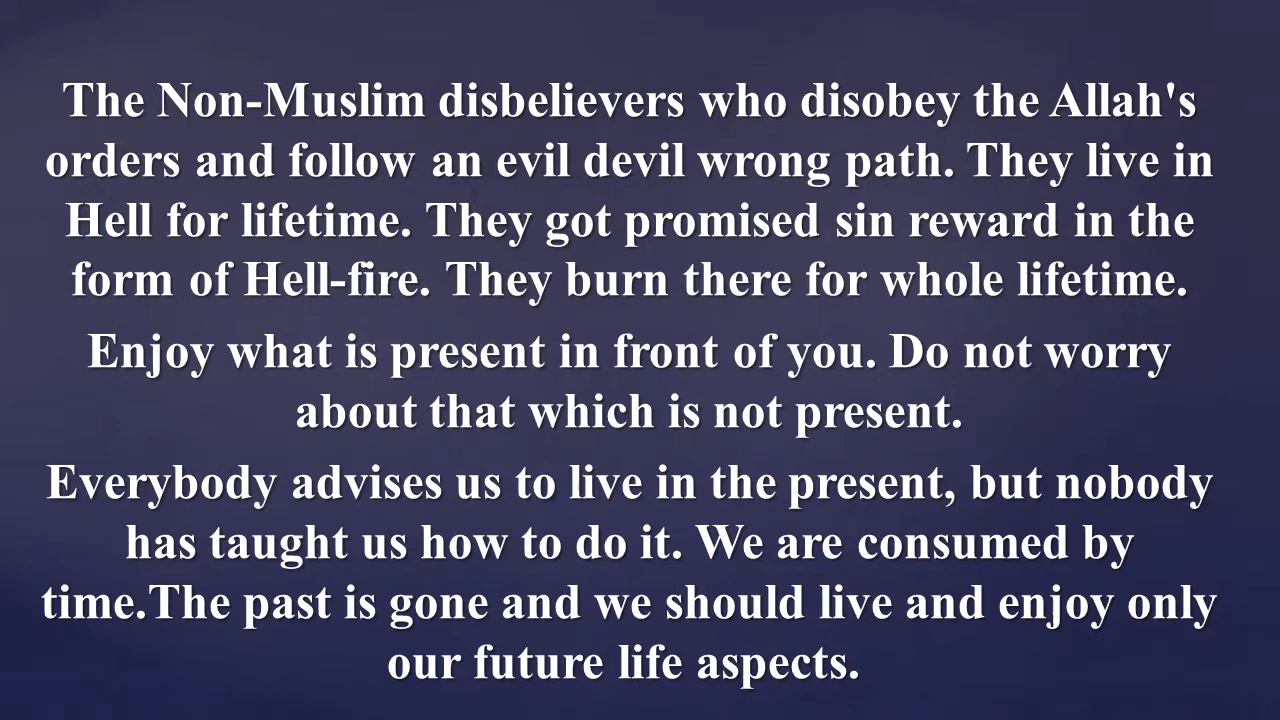 The Non-Muslim disbelievers who disobey the Allah's
orders and follow an evil devil wrong path. They live in
Hell for lifetime. They got promised sin reward in the
form of Hell-fire. They burn there for whole lifetime.
Enjoy what is present in front of you. Do not worry
about that which is not present.
Everybody advises us to live in the present, but nobody
has taught us how to do it. We are consumed by
time.The past is gone and we should live and enjoy only
our future life aspects.